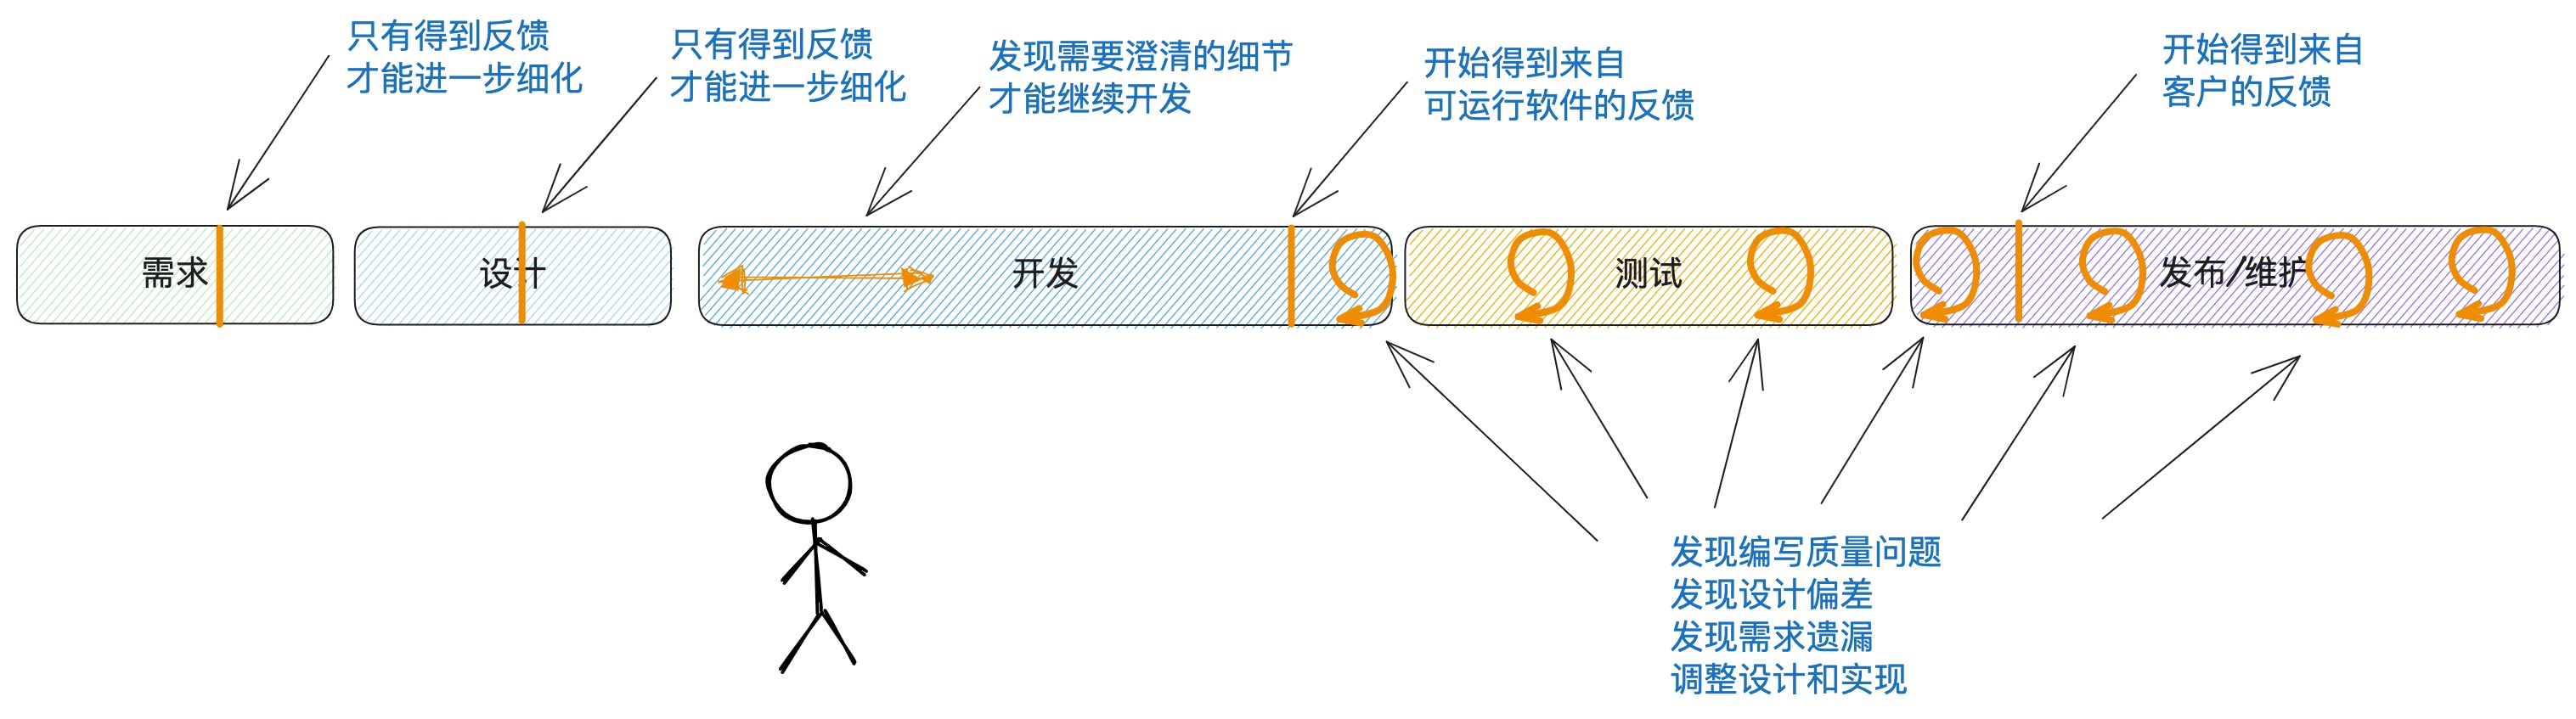 只有得到反馈
才能进一步细化
只有得到反馈
才能进一步细化
发现需要澄清的细节
才能继续开发
开始得到来自
可运行软件的反馈
开始得到来自
客户的反馈
需求
设计
开发
测试
发布/维护
发现编写质量问题
发现设计偏差
发现需求遗漏
调整设计和实现